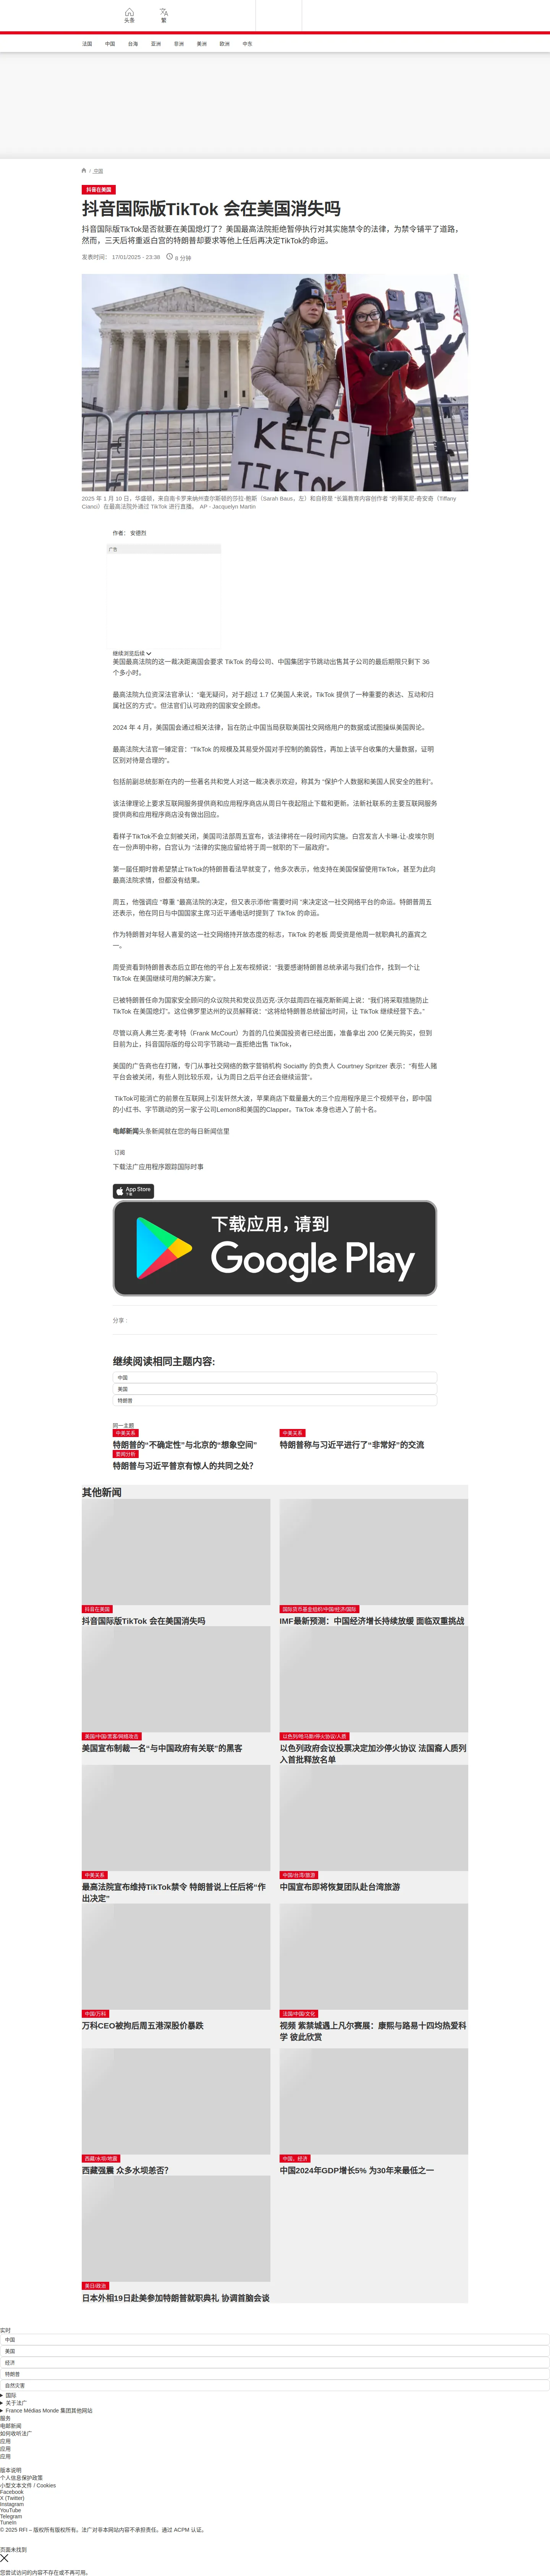 头条
繁
法国
中国
台海
亚洲
非洲
美洲
欧洲
中东
/ 中国
抖音在美国
抖音国际版TikTok 会在美国消失吗
抖音国际版TikTok是否就要在美国熄灯了？美国最高法院拒绝暂停执行对其实施禁令的法律，为禁令铺平了道路，
然而，三天后将重返白宫的特朗普却要求等他上任后再决定TikTok的命运。
发表时间： 17/01/2025 - 23:38
8 分钟
KEEP
TIKTOK
2025 年 1 月 10 日，华盛顿，来自南卡罗来纳州查尔斯顿的莎拉·鲍斯（Sarah Baus，左）和自称是 “长篇教育内容创作者 ”的蒂芙尼·奇安奇（Tiffany
Cianci）在最高法院外通过 TikTok 进行直播。 AP - Jacquelyn Martin
作者： 安德烈
广告
继续浏览后续
美国最高法院的这一裁决距离国会要求 TikTok 的母公司、中国集团字节跳动出售其子公司的最后期限只剩下 36
个多小时。
最高法院九位资深法官承认：“毫无疑问，对于超过 1.7 亿美国人来说，TikTok 提供了一种重要的表达、互动和归
属社区的方式”。但法官们认可政府的国家安全顾虑。
2024 年 4 月，美国国会通过相关法律，旨在防止中国当局获取美国社交网络用户的数据或试图操纵美国舆论。
最高法院大法官一锤定音：“TikTok 的规模及其易受外国对手控制的脆弱性，再加上该平台收集的大量数据，证明
区别对待是合理的”。
包括前副总统彭斯在内的一些著名共和党人对这一裁决表示欢迎，称其为 “保护个人数据和美国人民安全的胜利”。
该法律理论上要求互联网服务提供商和应用程序商店从周日午夜起阻止下载和更新，法新社联系的主要互联网服务
提供商和应用程序商店没有做出回应。
看样子TikTok不会立刻被关闭，美国司法部周五宣布，该法律将在一段时间内实施。白宫发言人卡琳-让-皮埃尔则
在一份声明中称，白宫认为 “法律的实施应留给将于周一就职的下一届政府”。
第一届任期时曾希望禁止TikTok的特朗普看法早就变了，他多次表示，他支持在美国保留使用TikTok，甚至为此向
最高法院求情，但都没有结果。
周五，他强调应 “尊重 ”最高法院的决定，但又表示添他“需要时间 ”来决定这一社交网络平台的命运。特朗普周五
还表示，他在同日与中国国家主席习近平通电话时提到了 TikTok 的命运。
作为特朗普对年轻人喜爱的这一社交网络持开放态度的标志，TikTok 的老板 周受资是他周一就职典礼的嘉宾之
一。
周受资看到特朗普表态后立即在他的平台上发布视频说：“我要感谢特朗普总统承诺与我们合作，找到一个让
TikTok 在美国继续可用的解决方案”。
已被特朗普任命为国家安全顾问的众议院共和党议员迈克·沃尔兹周四在福克斯新闻上说：“我们将采取措施防止
TikTok 在美国熄灯”。这位佛罗里达州的议员解释说：“这将给特朗普总统留出时间，让 TikTok 继续经营下去。”
尽管以商人弗兰克-麦考特（Frank McCourt）为首的几位美国投资者已经出面，准备拿出 200 亿美元购买，但到
目前为止，抖音国际版的母公司字节跳动一直拒绝出售 TikTok，
美国的广告商也在打赌，专门从事社交网络的数字营销机构 Socialfly 的负责人 Courtney Spritzer 表示：“有些人赌
平台会被关闭，有些人则比较乐观，认为周日之后平台还会继续运营”。
TikTok可能消亡的前景在互联网上引发轩然大波，苹果商店下载量最大的三个应用程序是三个视频平台，即中国
的小红书、字节跳动的另一家子公司Lemon8和美国的Clapper。TikTok 本身也进入了前十名。
电邮新闻头条新闻就在您的每日新闻信里
订阅
下载法广应用程序跟踪国际时事
App Store
下载
下载应用，请到
Google Play
分享 :
继续阅读相同主题内容:
中国
美国
特朗普
同一主题
中美关系
特朗普的“不确定性”与北京的“想象空间”
中美关系
特朗普称与习近平进行了“非常好”的交流
要闻分析
特朗普与习近平普京有惊人的共同之处？
其他新闻
抖音在美国
抖音国际版TikTok 会在美国消失吗
国际货币基金组织/中国/经济/国际
IMF最新预测：中国经济增长持续放缓 面临双重挑战
美国/中国/黑客/网络攻击
美国宣布制裁一名“与中国政府有关联”的黑客
以色列/哈马斯/停火协议/人质
以色列政府会议投票决定加沙停火协议 法国裔人质列
入首批释放名单
中美关系
最高法院宣布维持TikTok禁令 特朗普说上任后将“作
出决定”
中国/台湾/旅游
中国宣布即将恢复团队赴台湾旅游
中国/万科
万科CEO被拘后周五港深股价暴跌
法国/中国/文化
视频 紫禁城遇上凡尔赛展：康熙与路易十四均热爱科
学 彼此欣赏
西藏/水坝/地震
西藏强震 众多水坝恙否？
中国，经济
中国2024年GDP增长5% 为30年来最低之一
美日/政治
日本外相19日赴美参加特朗普就职典礼 协调首脑会谈
实时
中国
美国
经济
特朗普
自然灾害
国际
关于法广
France Médias Monde 集团其他网站
服务
电邮新闻
如何收听法广
应用
应用
应用
版本说明
个人信息保护政策
小型文本文件 / Cookies
Facebook
X (Twitter)
Instagram
YouTube
Telegram
TuneIn
© 2025 RFI – 版权所有版权所有。法广对非本网站内容不承担责任。通过 ACPM 认证。
页面未找到
您尝试访问的内容不存在或不再可用。